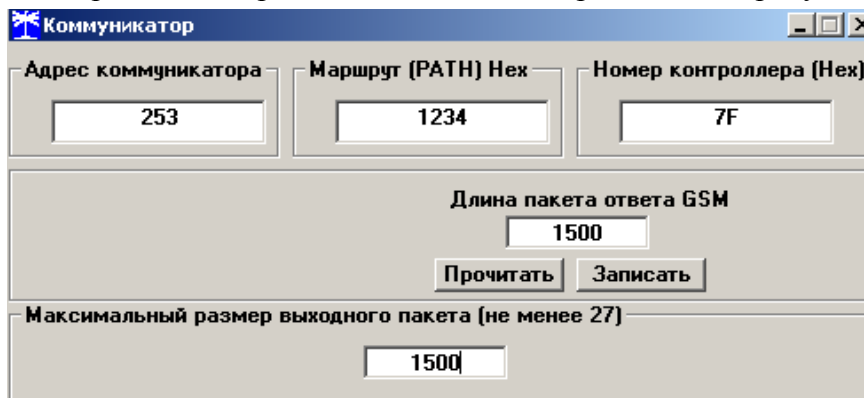 Коммуникатор
Адрес коммуникатора Маршрут (PATH) Hex Номер контроллера (Hex)
253 1234 7F
Длина пакета ответа GSM
1500
Прочитать Записать
Максимальный размер выходного пакета (не менее 27)
1500